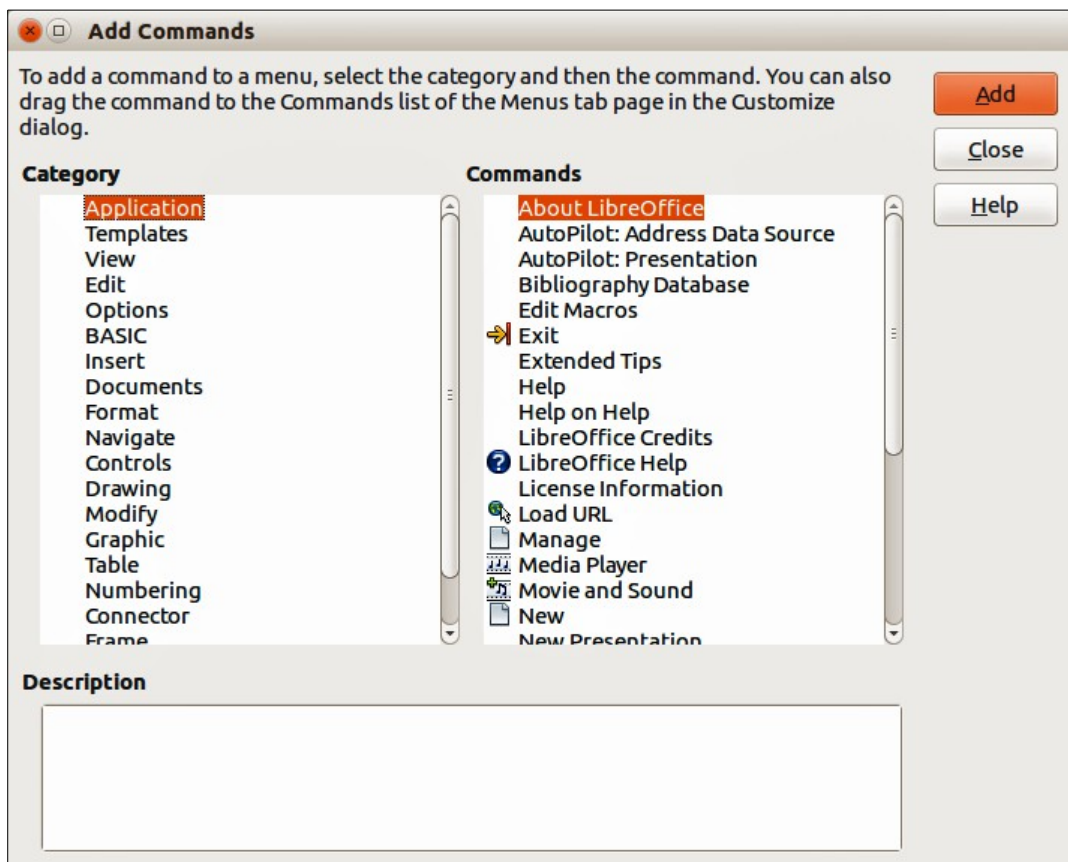 Add Commands
To add a command to a menu, select the category and then the command. You can also
drag the command to the Commands list of the Menus tab page in the Customize
dialog.
Add
Close
Help
Category
Application
Templates
View
Edit
Options
BASIC
Insert
Documents
Format
Navigate
Controls
Drawing
Modify
Graphic
Table
Numbering
Connector
Frame
Commands
About LibreOffice
AutoPilot: Address Data Source
AutoPilot: Presentation
Bibliography Database
Edit Macros
Exit
Extended Tips
Help
Help on Help
LibreOffice Credits
LibreOffice Help
License Information
Load URL
Manage
Media Player
Movie and Sound
New
New Presentation
Description